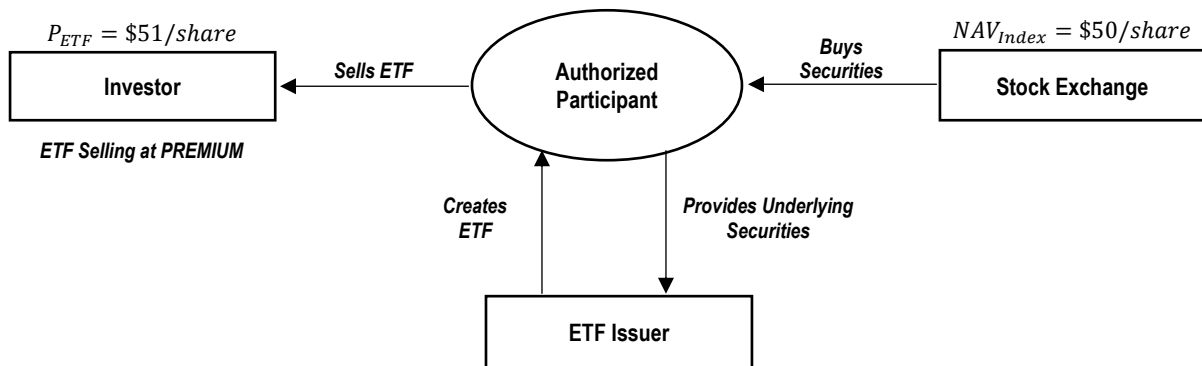 P_ETF = $51/share
Investor
ETF Selling at PREMIUM
Sells ETF
Authorized
Participant
Buys
Securities
NAV_Index = $50/share
Stock Exchange
Creates
ETF
Provides Underlying
Securities
ETF Issuer